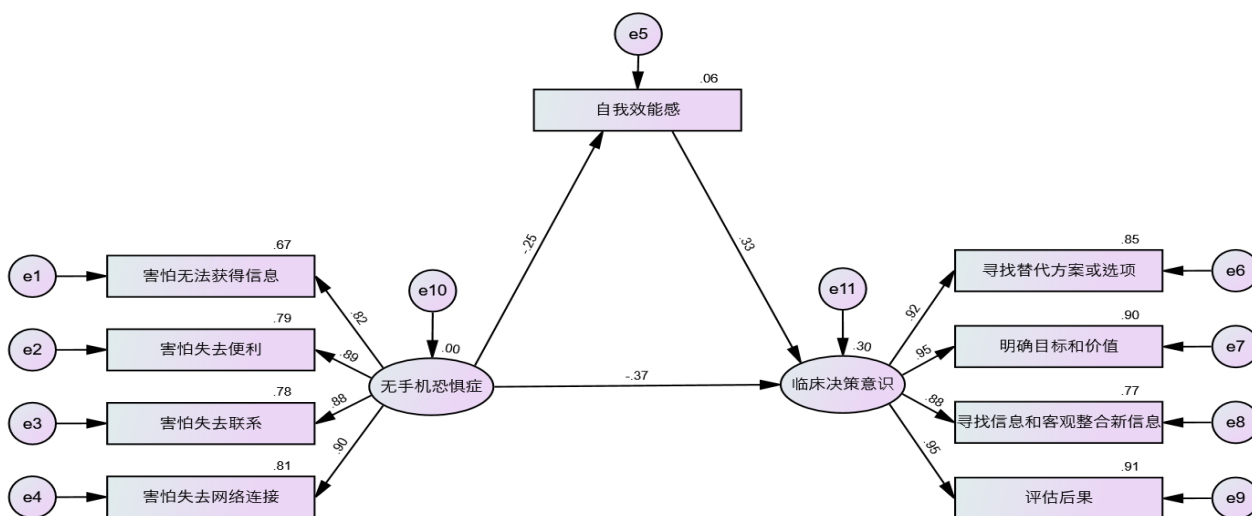 e5
.06
自我效能感
-.25
.33
.67
e1
害怕无法获得信息
.82
.79
e2
害怕失去便利
.89
.78
e3
害怕失去联系
.88
.81
e4
害怕失去网络连接
.90
e10
.00
无手机恐惧症
-.37
e11
.30
临床决策意识
.85
寻找替代方案或选项
e6
.92
.90
明确目标和价值
e7
.95
.77
寻找信息和客观整合新信息
e8
.88
.91
评估后果
e9
.95